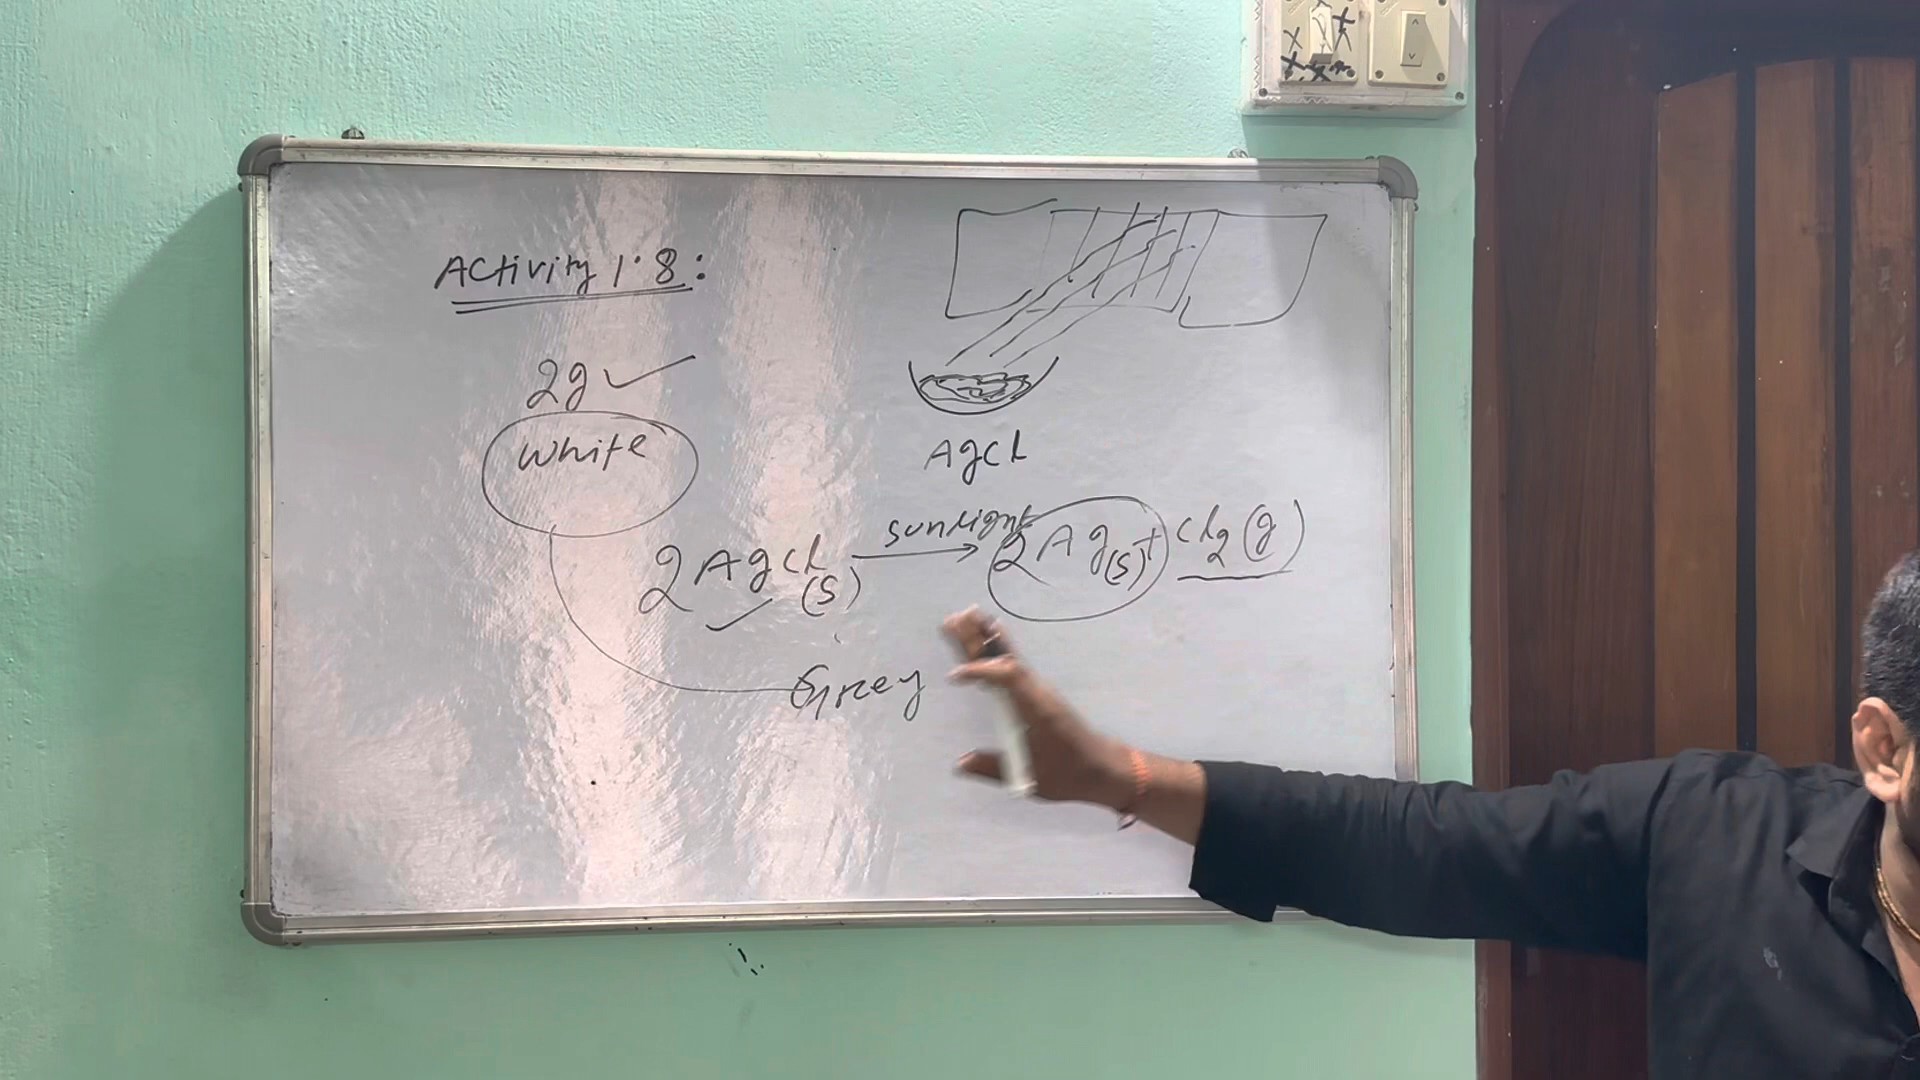 Activity 1.8:
2g
White
AgCl
sunlight
2AgCl(s) → 2Ag(s) + Cl2(g)
Grey